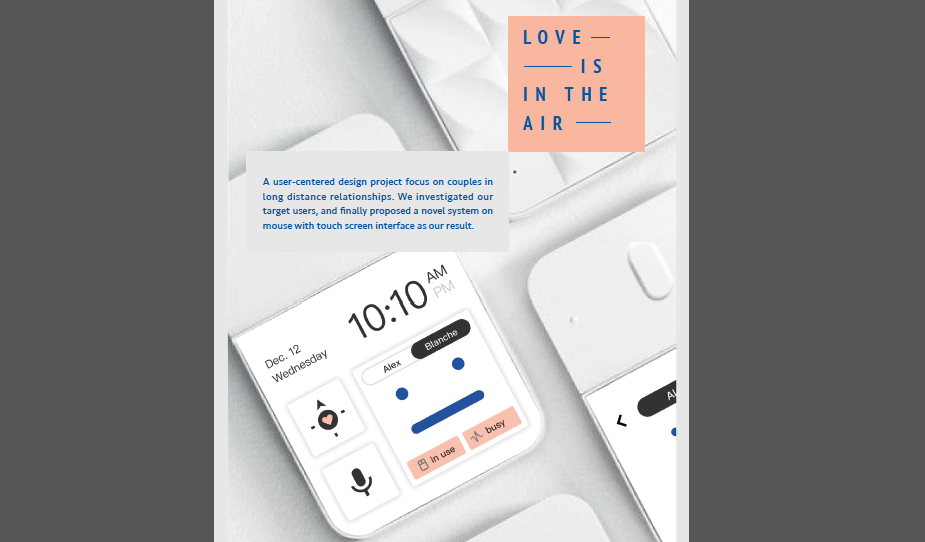 LOVE
IS
IN THE
AIR
A user-centered design project focus on couples in
long distance relationships. We investigated our
target users, and finally proposed a novel system on
mouse with touch screen interface as our result.
10:10 AM
PM
Dec. 12
Wednesday
Alex Blanche
In use busy